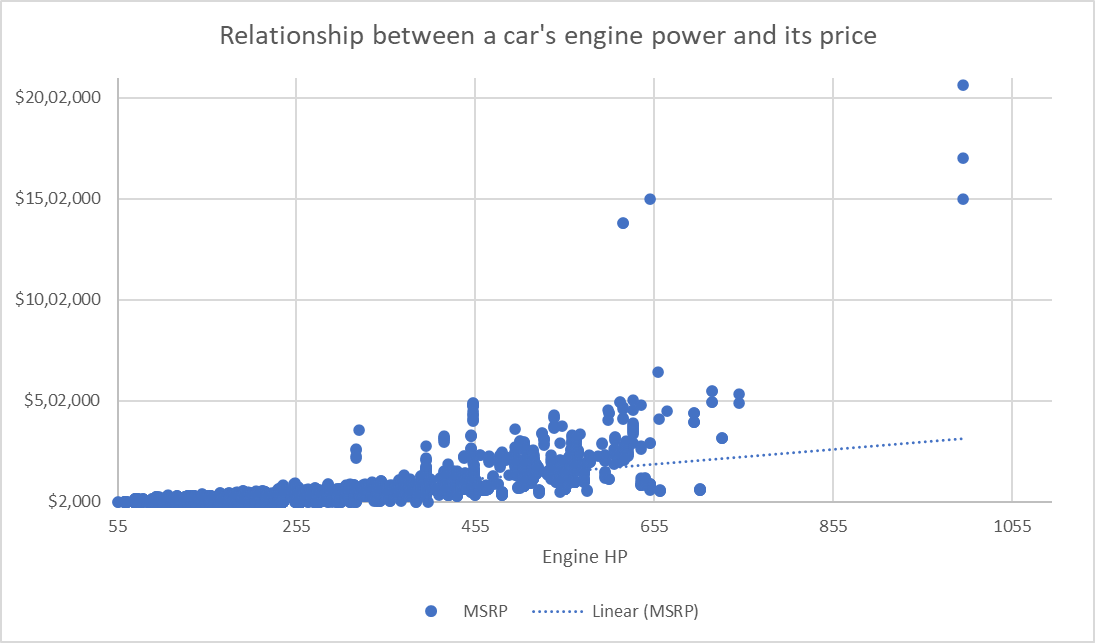 Relationship between a car's engine power and its price
$20,02,000
$15,02,000
$10,02,000
$5,02,000
$2,000
55 255 455 655 855 1055
Engine HP
MSRP Linear (MSRP)